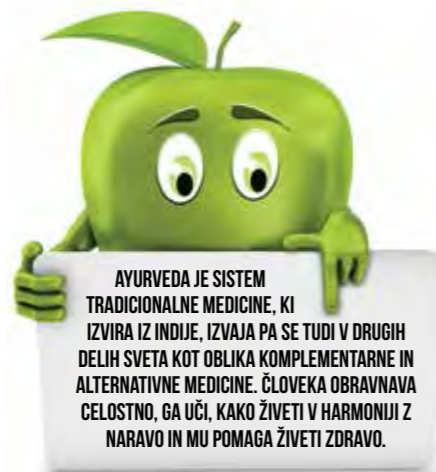 AYURVEDA JE SISTEM
TRADICIONALNE MEDICINE, KI
IZVIRA IZ INDIJE, IZVAJA PA SE TUDI V DRUGIH
DELIH SVETA KOT OBLIKA KOMPLEMENTARNE IN
ALTERNATIVNE MEDICINE. ČLOVEKA OBRAVNAVA
CELOSTNO, GA UČI, KAKO ŽIVETI V HARMONIJI Z
NARAVO IN MU POMAGA ŽIVETI ZDRAVO.